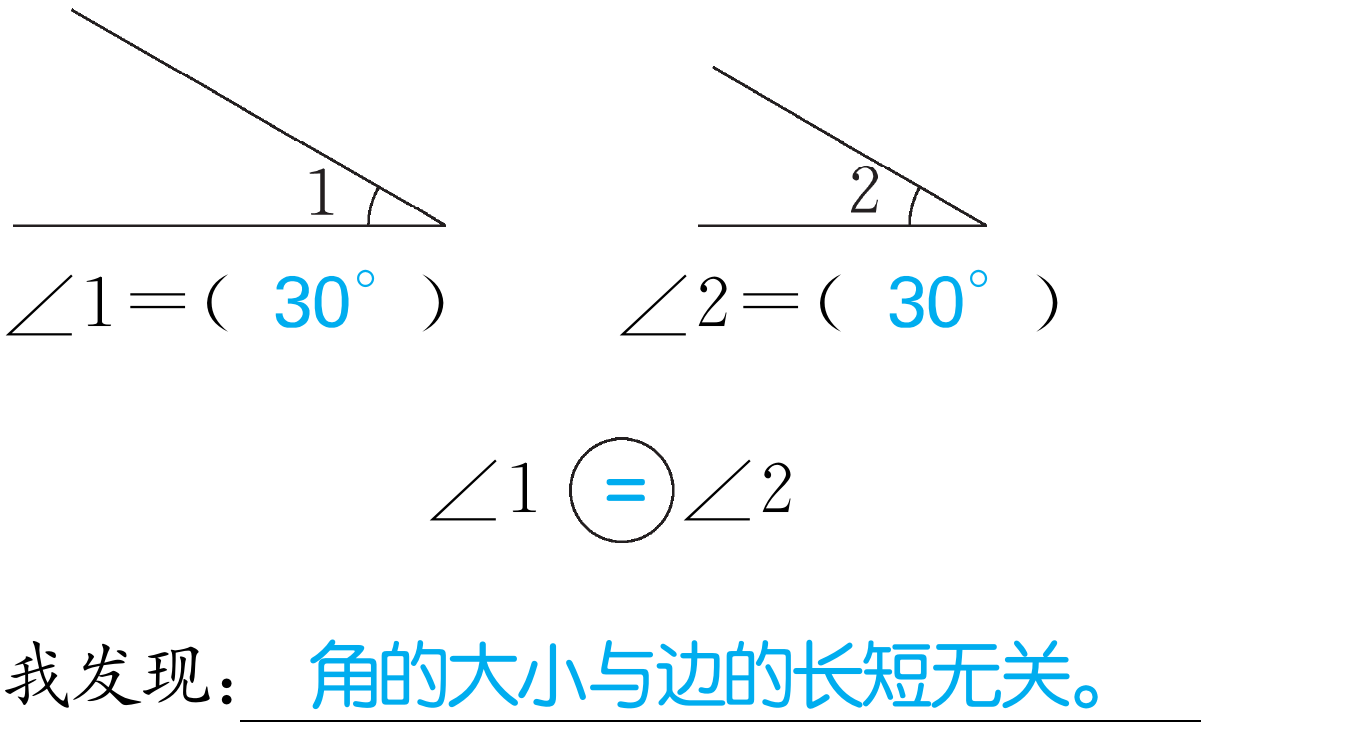 1 2
∠1=( 30° ) ∠2=( 30° )
∠1 = ∠2
我发现：角的大小与边的长短无关。